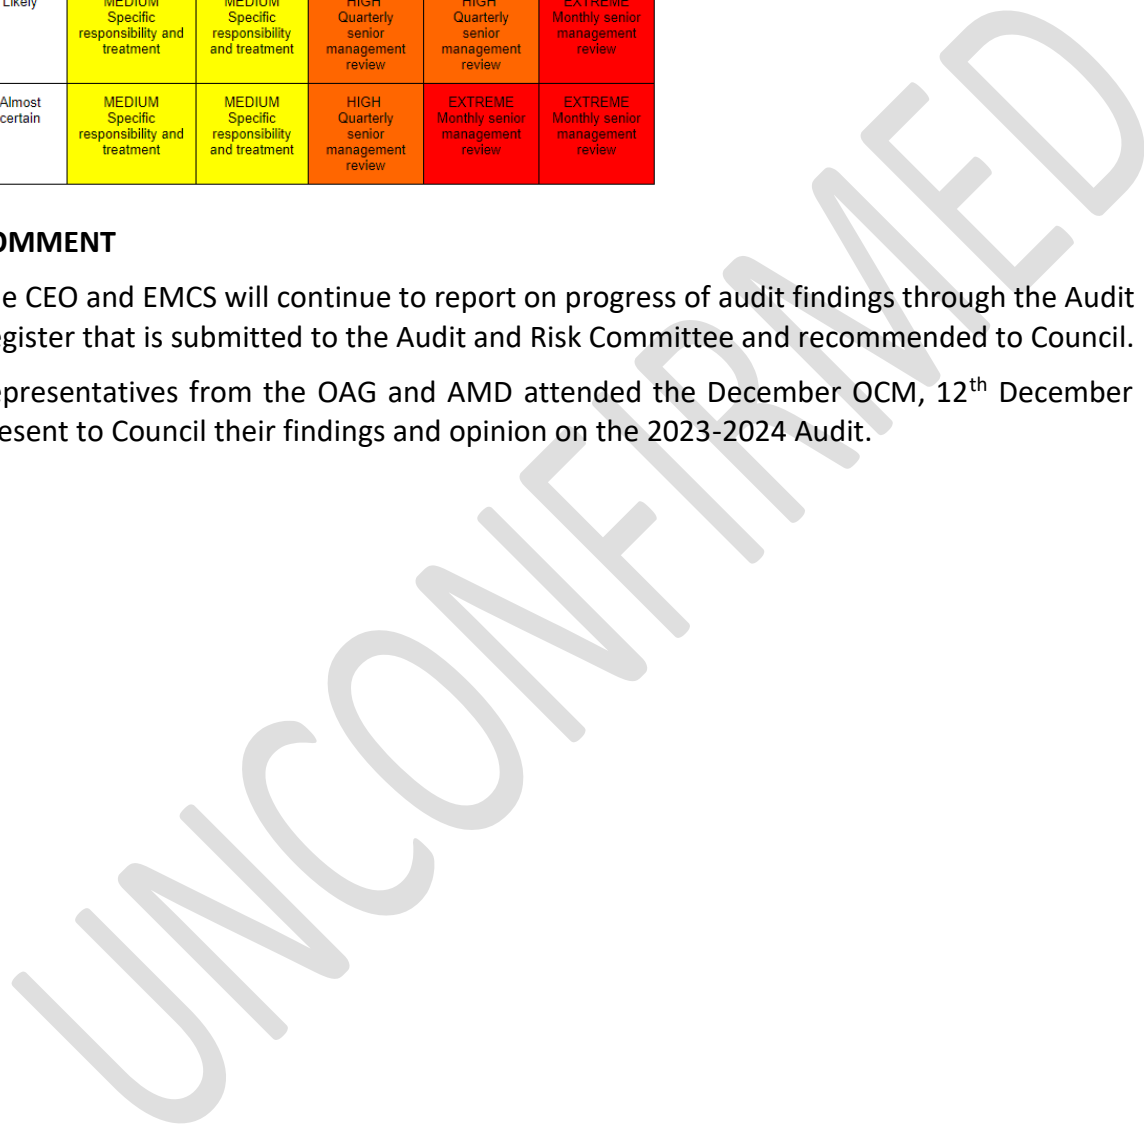 Likely
MEDIUM
Specific
responsibility and
treatment
MEDIUM
Specific
responsibility
and treatment
HIGH
Quarterly
senior
management
review
HIGH
Quarterly
senior
management
review
EXTREME
Monthly senior
management
review
Almost
certain
MEDIUM
Specific
responsibility and
treatment
MEDIUM
Specific
responsibility
and treatment
HIGH
Quarterly
senior
management
review
EXTREME
Monthly senior
management
review
EXTREME
Monthly senior
management
review
OMMENT
e CEO and EMCS will continue to report on progress of audit findings through the Audit
egister that is submitted to the Audit and Risk Committee and recommended to Council.
epresentatives from the OAG and AMD attended the December OCM, 12th December
esent to Council their findings and opinion on the 2023-2024 Audit.
UNCONFIRMED